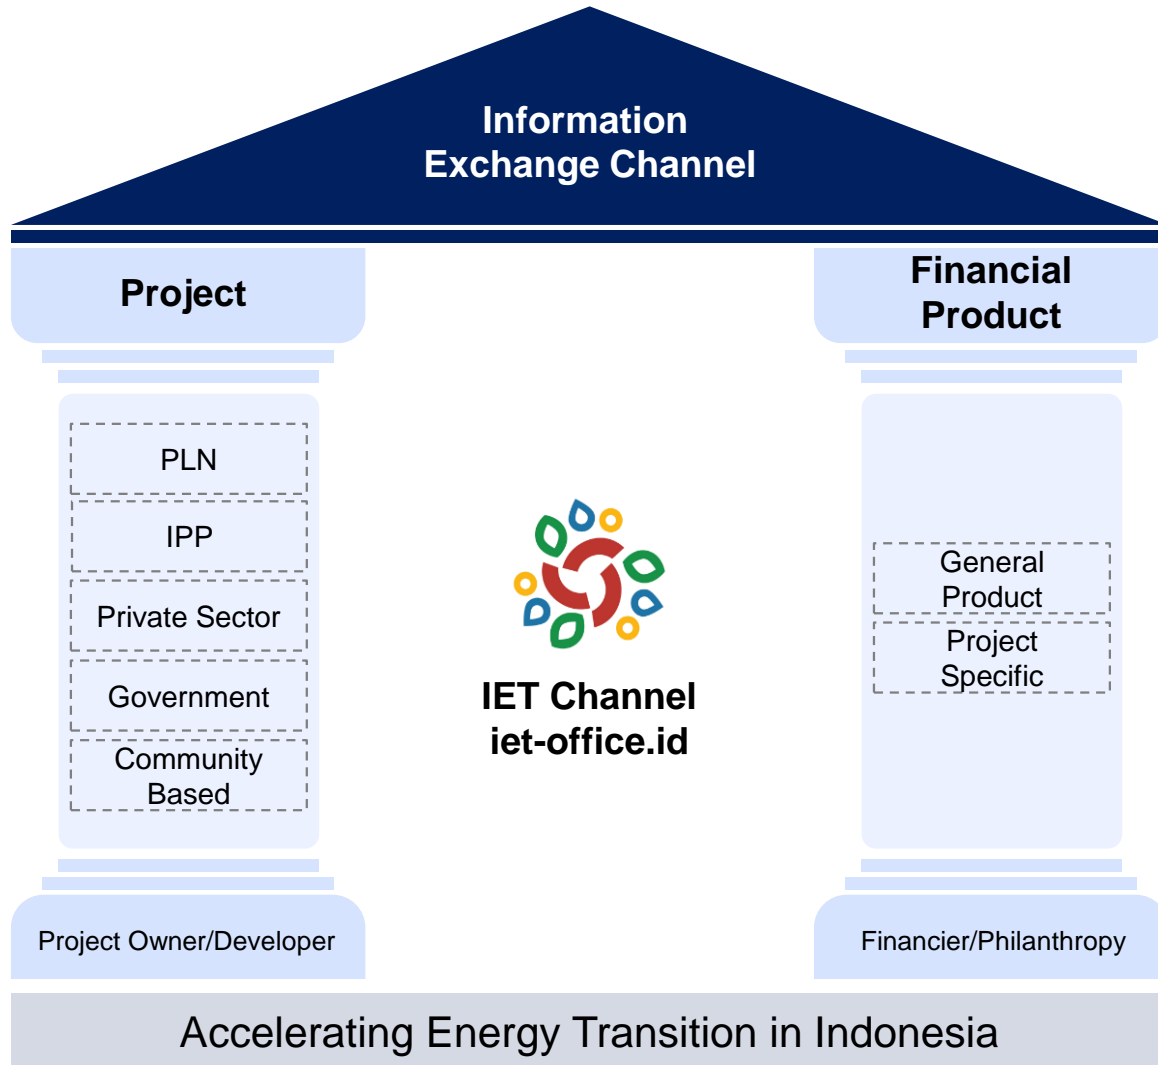 Information
Exchange Channel
Project
PLN
IPP
Private Sector
Government
Community
Based
Project Owner/Developer
IET Channel
iet-office.id
Financial
Product
General
Product
Project
Specific
Financier/Philanthropy
Accelerating Energy Transition in Indonesia